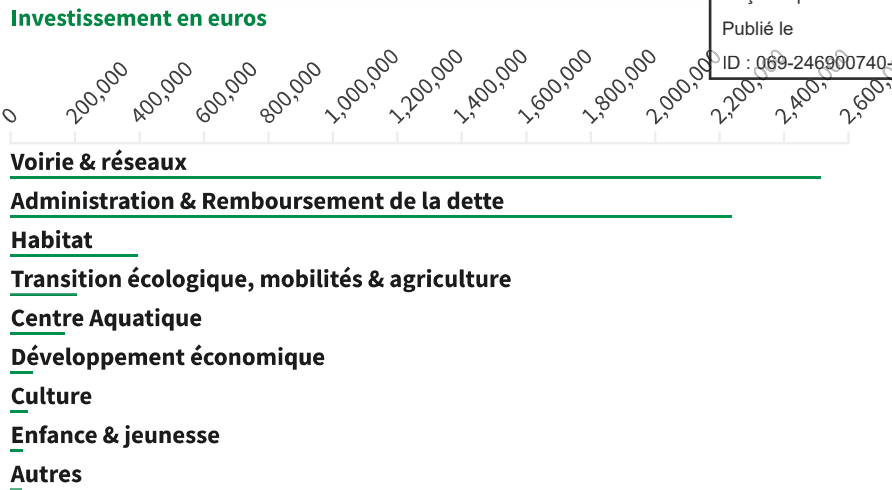 Investissement en euros
Publié le
ID : 069-246900740-
0
200,000
400,000
600,000
800,000
1,000,000
1,200,000
1,400,000
1,600,000
1,800,000
2,000,000
2,200,000
2,400,000
2,600,
Voirie & réseaux
Administration & Remboursement de la dette
Habitat
Transition écologique, mobilités & agriculture
Centre Aquatique
Développement économique
Culture
Enfance & jeunesse
Autres